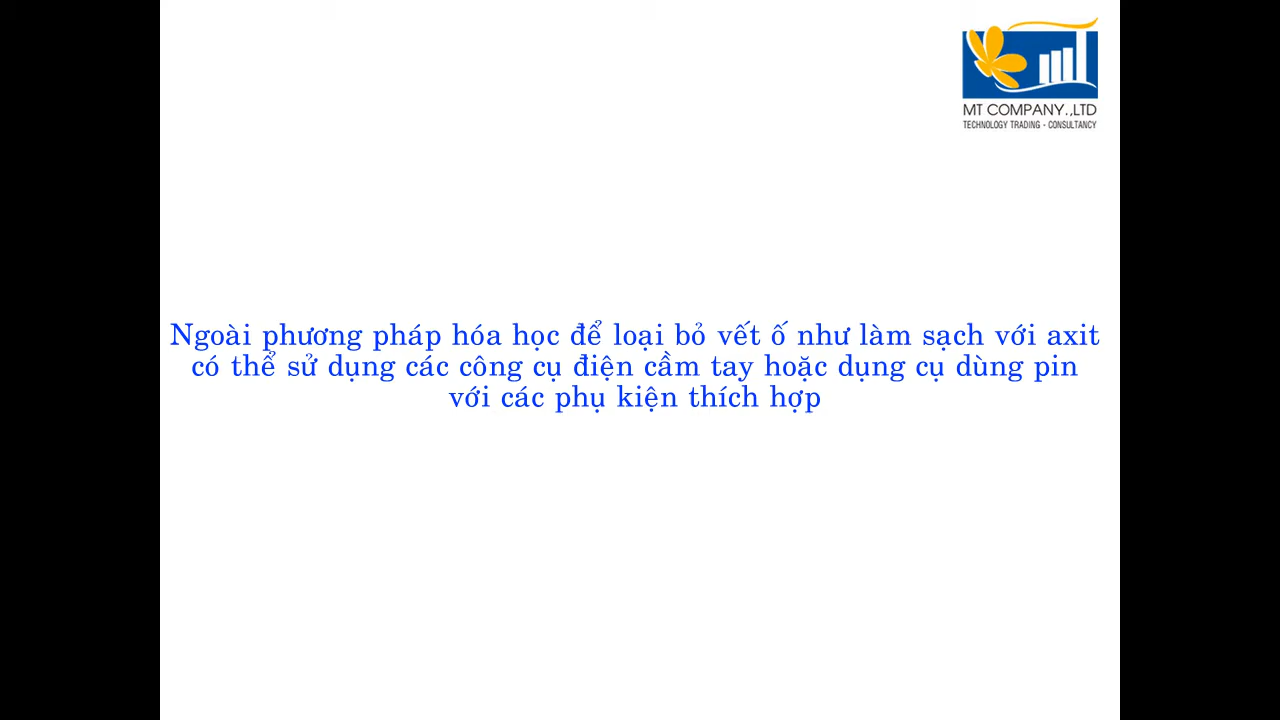 MT COMPANY.,LTD
TECHNOLOGY TRADING - CONSULTANCY
Ngoài phương pháp hóa học để loại bỏ vết ố như làm sạch với axit
có thể sử dụng các công cụ điện cầm tay hoặc dụng cụ dùng pin
với các phụ kiện thích hợp